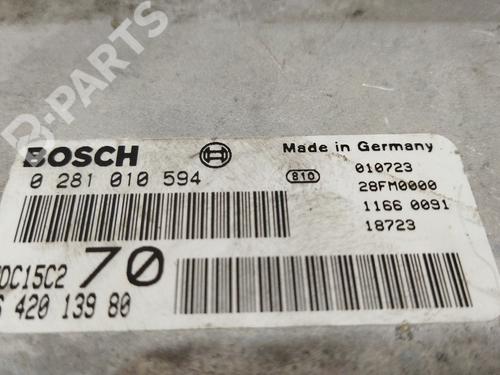 B-PARTS
BOSCH
Made in Germany
0 281 010 594
810
010723
28FM0000
1166 0091
18723
DC15C2
70
6 420 139 80